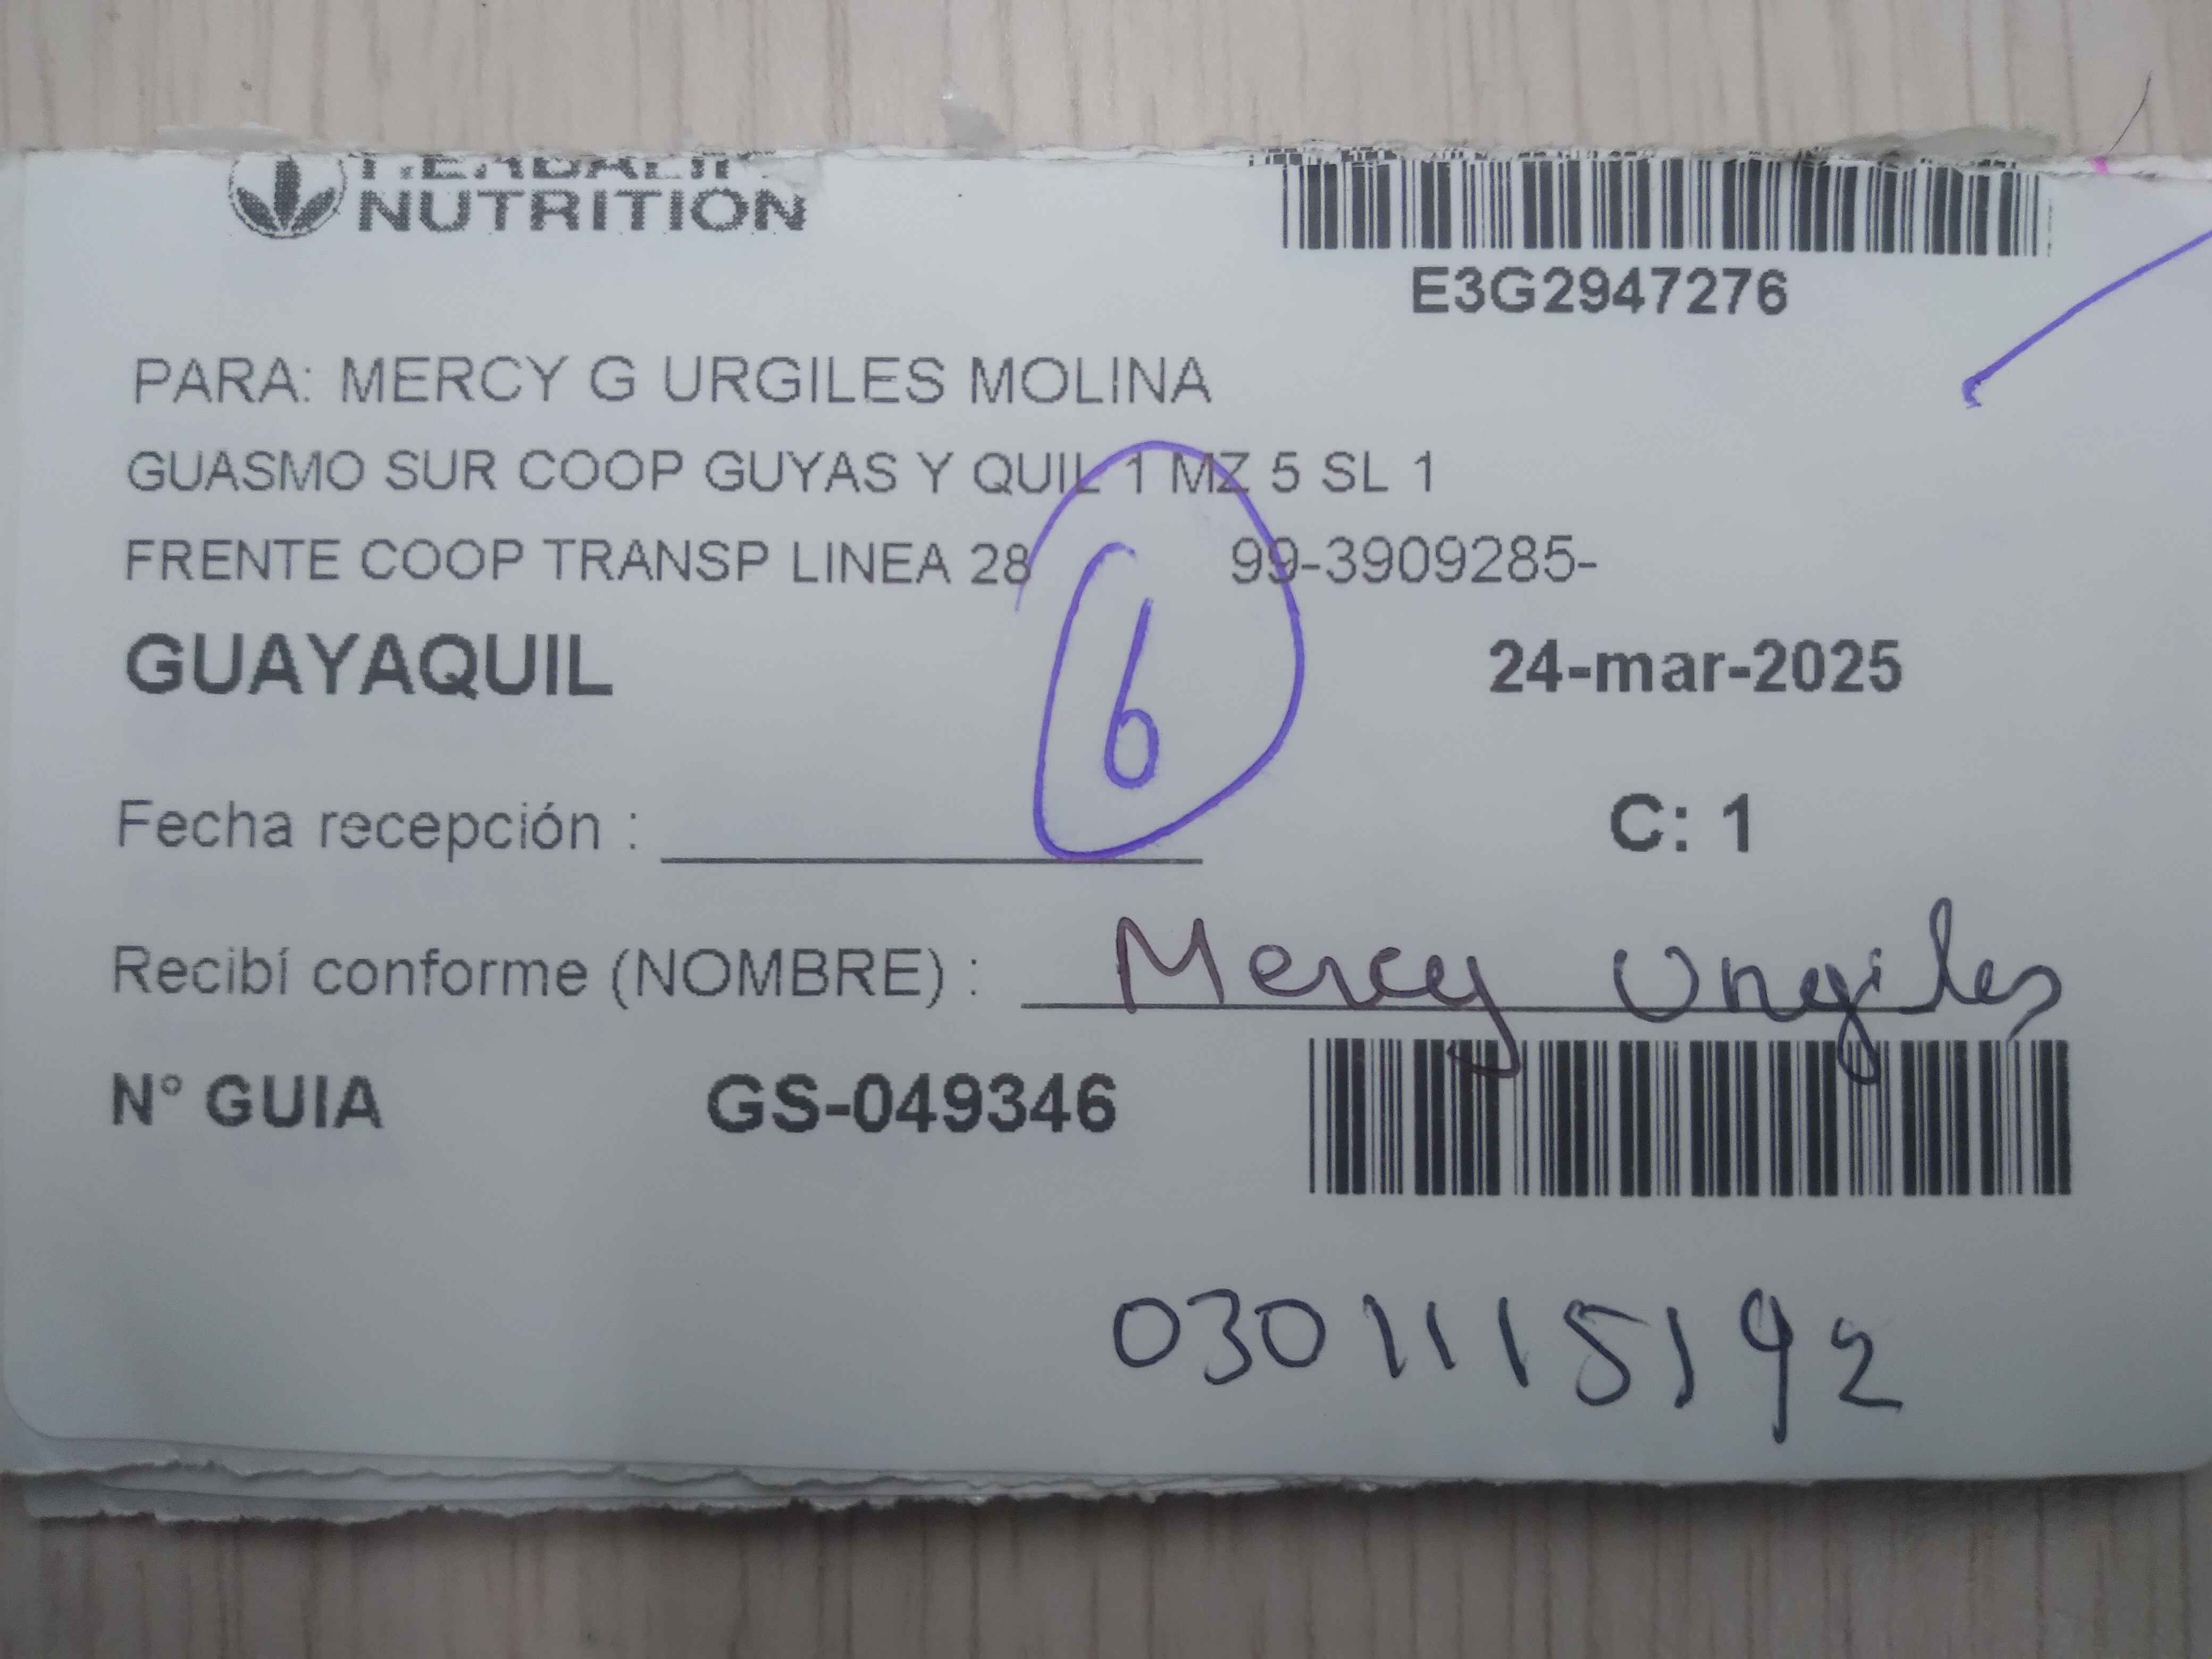 HERBALIFE
NUTRITION
E3G2947276
PARA: MERCY G URGILES MOLINA
GUASMO SUR COOP GUYAS Y QUIL 1 MZ 5 SL 1
FRENTE COOP TRANSP LINEA 28 99-3909285-
6
GUAYAQUIL 24-mar-2025
Fecha recepción : C: 1
Recibí conforme (NOMBRE) : Mercy Urgiles
N° GUIA GS-049346
0301115192